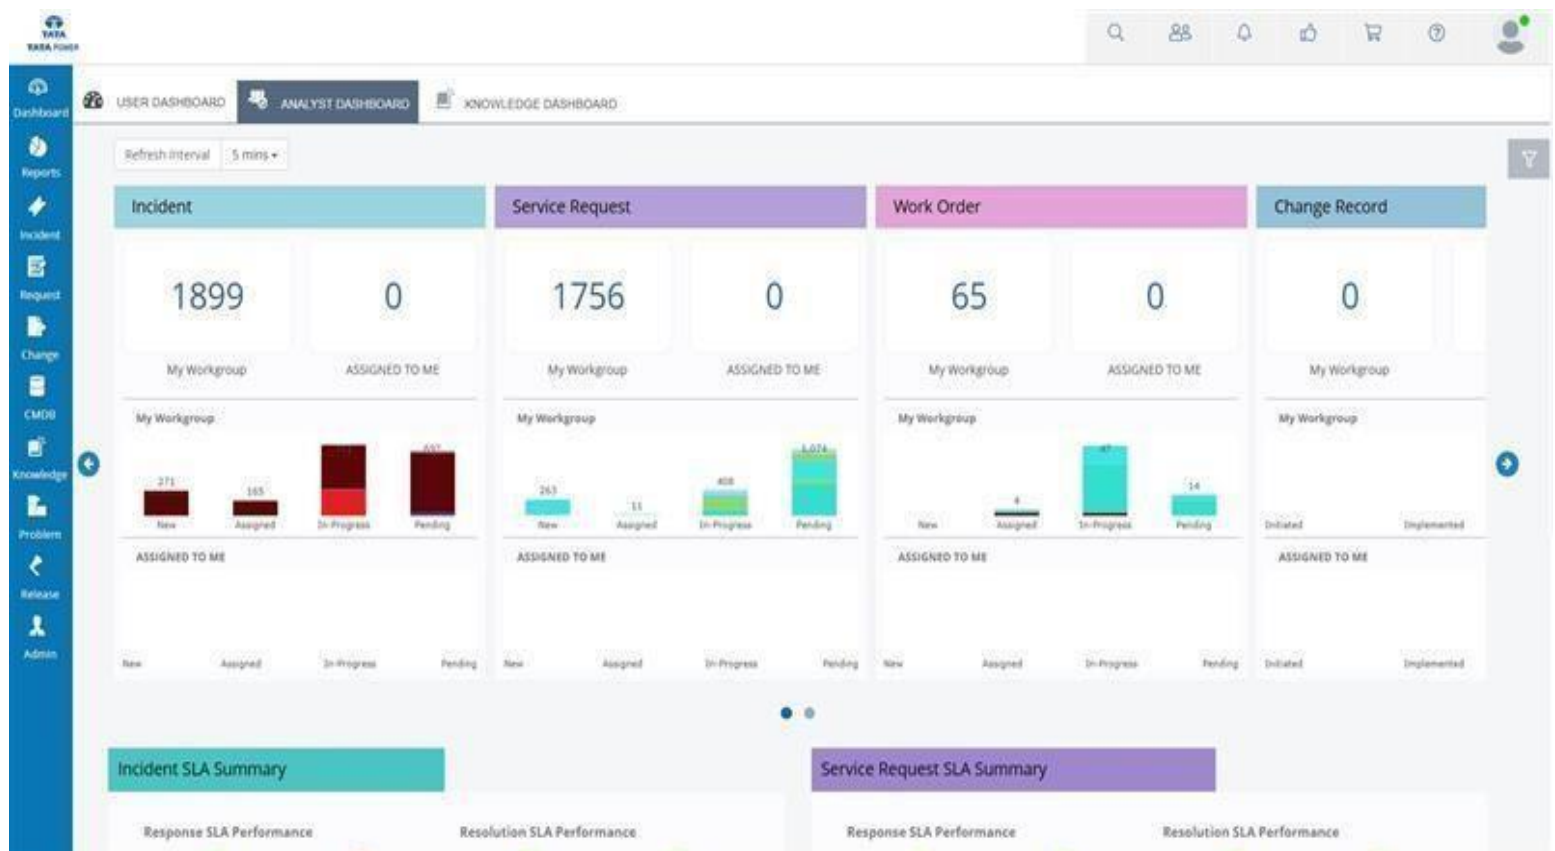 TATA
TATA POWER
Dashboard
Reports
Incident
Request
Change
CMDB
Knowledge
Problem
Release
Admin
USER DASHBOARD
ANALYST DASHBOARD
KNOWLEDGE DASHBOARD
Refresh Interval 5 mins
Incident
1899 0
My Workgroup ASSIGNED TO ME
My Workgroup
271 165 697
New Assigned In-Progress Pending
ASSIGNED TO ME
New Assigned In-Progress Pending
Service Request
1756 0
My Workgroup ASSIGNED TO ME
My Workgroup
263 11 408 1,074
New Assigned In-Progress Pending
ASSIGNED TO ME
New Assigned In-Progress Pending
Work Order
65 0
My Workgroup ASSIGNED TO ME
My Workgroup
4 47 14
New Assigned In-Progress Pending
ASSIGNED TO ME
New Assigned In-Progress Pending
Change Record
0
My Workgroup
My Workgroup
Initiated Implemented
ASSIGNED TO ME
Initiated Implemented
Incident SLA Summary
Response SLA Performance Resolution SLA Performance
Service Request SLA Summary
Response SLA Performance Resolution SLA Performance